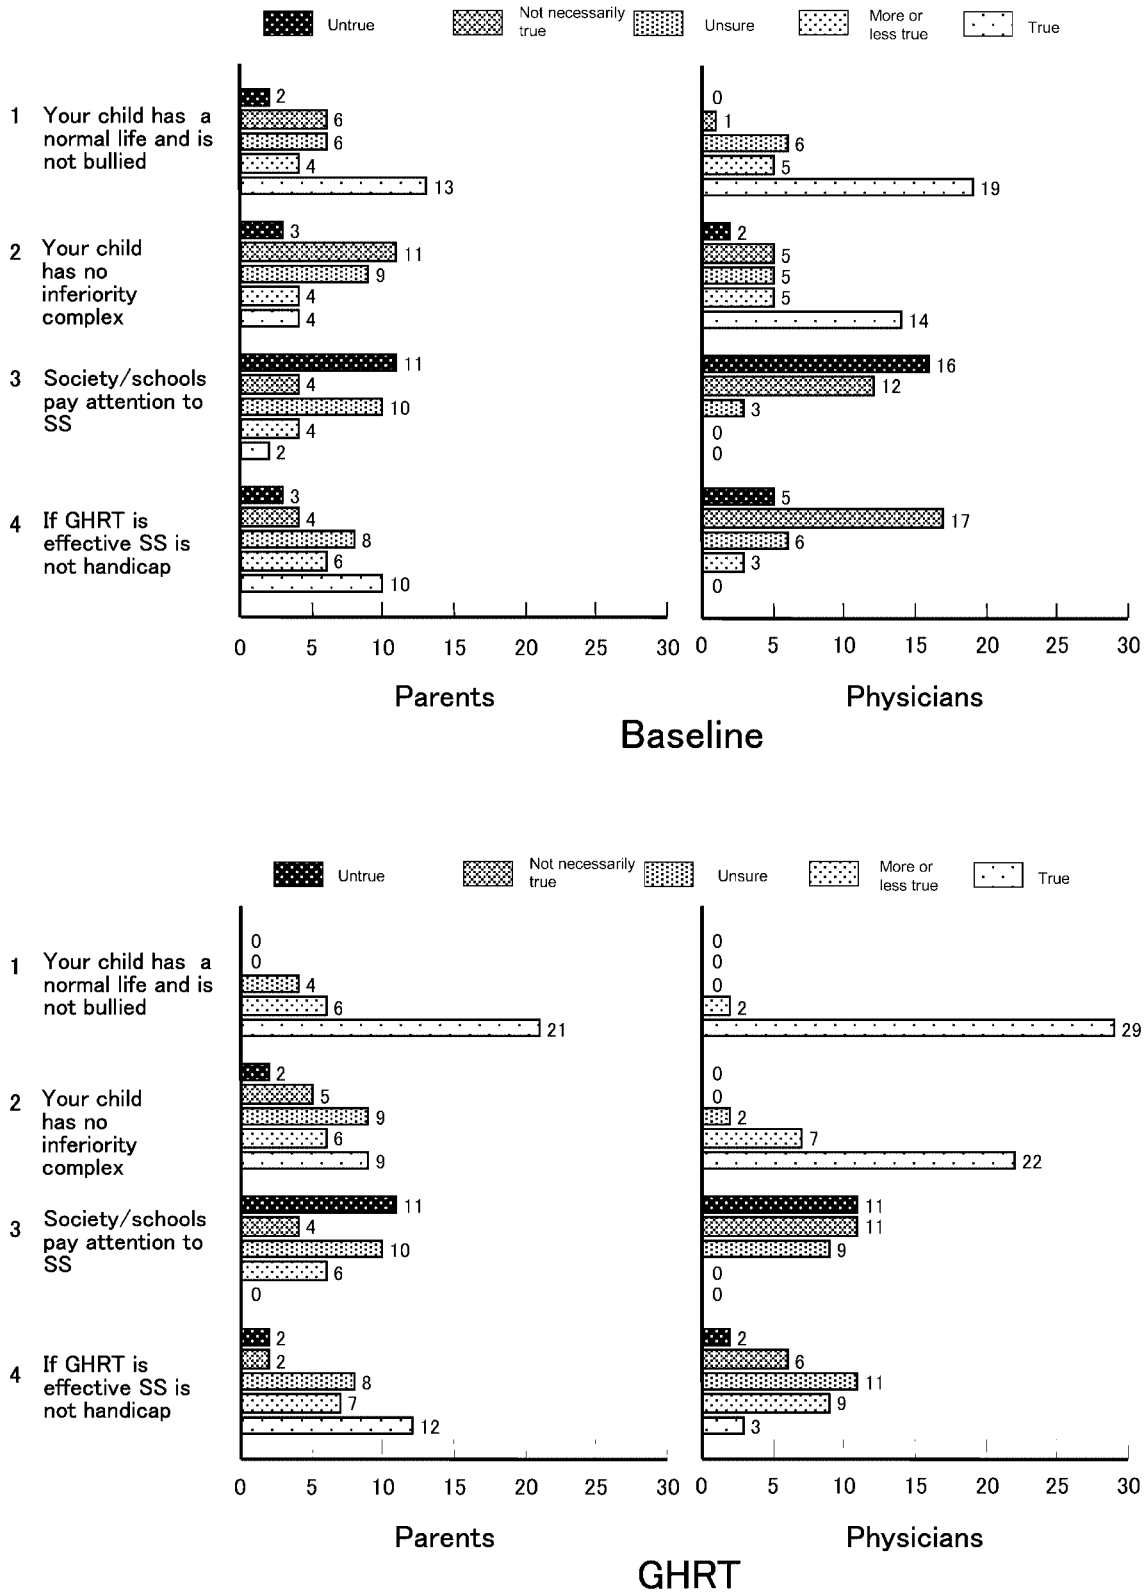 Untrue
Not necessarily
true
Unsure
More or
less true
True
1 Your child has a
normal life and is
not bullied
2
6
6
4
13
0
1
6
5
19
2 Your child
has no
inferiority
complex
3
11
9
4
4
2
5
5
5
14
3 Society/schools
pay attention to
SS
11
4
10
4
2
16
12
3
0
0
4 If GHRT is
effective SS is
not handicap
3
4
8
6
10
5
17
6
3
0
0 5 10 15 20 25 30
0 5 10 15 20 25 30
Parents
Physicians
Baseline
Untrue
Not necessarily
true
Unsure
More or
less true
True
1 Your child has a
normal life and is
not bullied
0
0
4
6
21
0
0
0
2
29
2 Your child
has no
inferiority
complex
2
5
9
6
9
0
0
2
7
22
3 Society/schools
pay attention to
SS
11
4
10
6
0
11
11
9
0
0
4 If GHRT is
effective SS is
not handicap
2
2
8
7
12
2
6
11
9
3
0 5 10 15 20 25 30
0 5 10 15 20 25 30
Parents
Physicians
GHRT